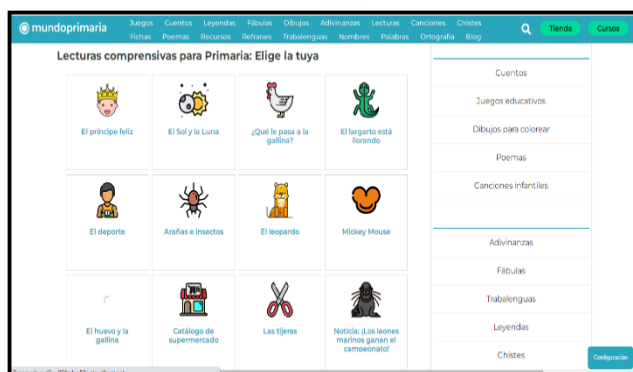 mundoprimaria
Juegos Cuentos Leyendas Fábulas Dibujos Adivinanzas Lecturas Canciones Chistes
Fichas Poemas Recursos Refranes Trabalenguas Nombres Palabras Ortografía Blog
Tienda
Cursos
Lecturas comprensivas para Primaria: Elige la tuya
El príncipe feliz
El Sol y la Luna
¿Qué le pasa a la
gallina?
El largarto está
llorando
El deporte
Arañas e insectos
El leopardo
Mickey Mouse
El huevo y la
gallina
Catálogo de
supermercado
Las tijeras
Noticia: ¡Los leones
marinos ganan el
campeonato!
Cuentos
Juegos educativos
Dibujos para colorear
Poemas
Canciones infantiles
Adivinanzas
Fábulas
Trabalenguas
Leyendas
Chistes
Configuración